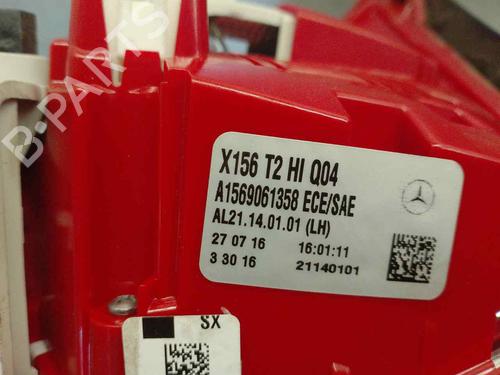 B-PARTS
X156 T2 HI Q04
A1569061358 ECE/SAE
AL21.14.01.01 (LH)
27 07 16 16:01:11
3 30 16 21140101
SX